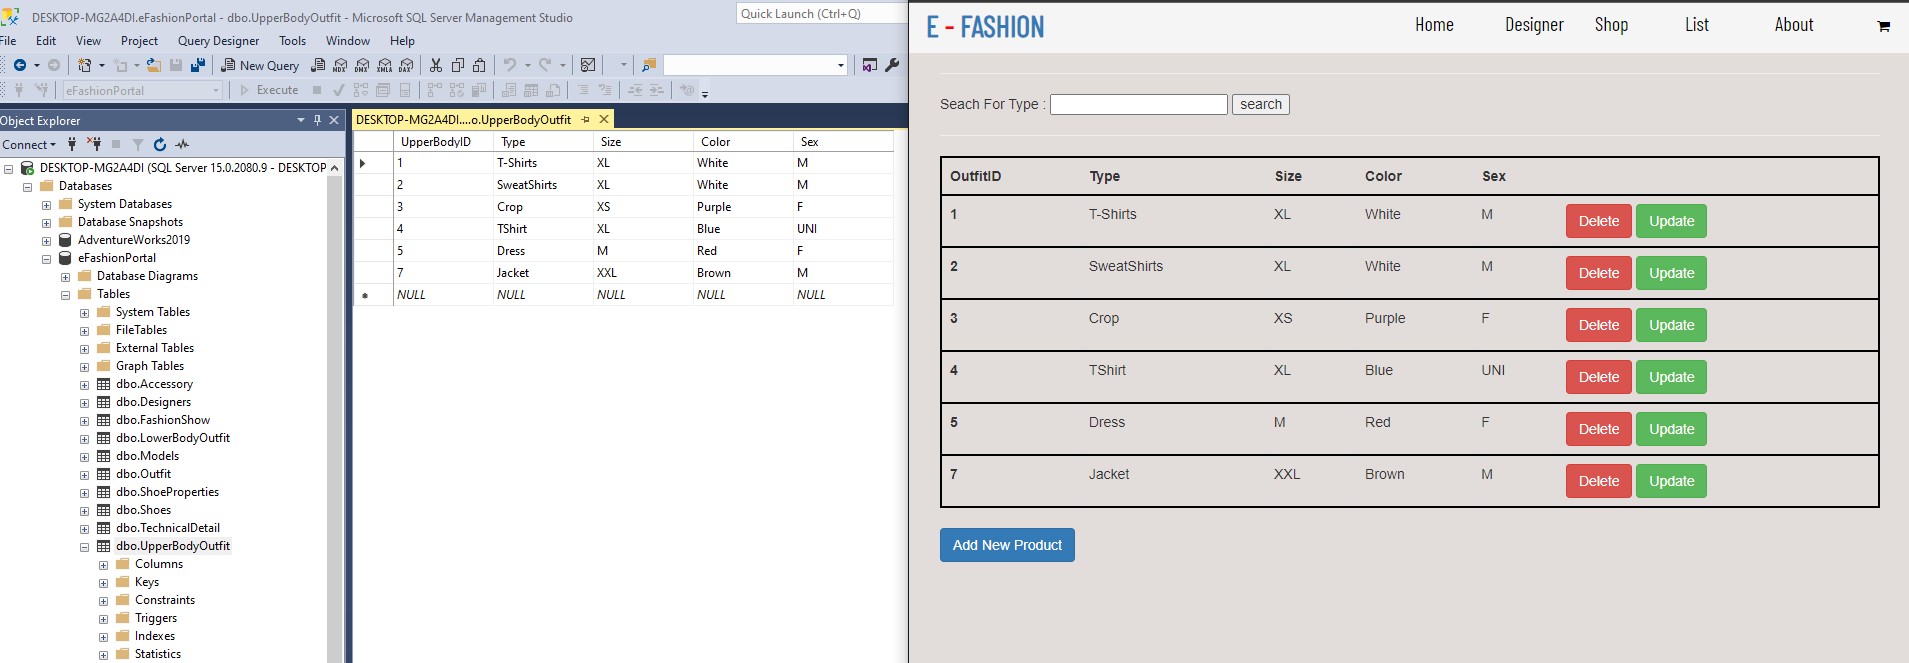 DESKTOP-MG2A4DI.eFashionPortal - dbo.UpperBodyOutfit - Microsoft SQL Server Management Studio
Quick Launch (Ctrl+Q)
File Edit View Project Query Designer Tools Window Help
New Query MDX DMX XMLA DAX
eFashionPortal Execute
Object Explorer
Connect
DESKTOP-MG2A4DI (SQL Server 15.0.2080.9 - DESKTOP
Databases
System Databases
Database Snapshots
AdventureWorks2019
eFashionPortal
Database Diagrams
Tables
System Tables
FileTables
External Tables
Graph Tables
dbo.Accessory
dbo.Designers
dbo.FashionShow
dbo.LowerBodyOutfit
dbo.Models
dbo.Outfit
dbo.ShoeProperties
dbo.Shoes
dbo.TechnicalDetail
dbo.UpperBodyOutfit
Columns
Keys
Constraints
Triggers
Indexes
Statistics
DESKTOP-MG2A4DI....o.UpperBodyOutfit
UpperBodyID Type Size Color Sex
1 T-Shirts XL White M
2 SweatShirts XL White M
3 Crop XS Purple F
4 TShirt XL Blue UNI
5 Dress M Red F
7 Jacket XXL Brown M
NULL NULL NULL NULL NULL
E - FASHION Home Designer Shop List About
Seach For Type : search
OutfitID Type Size Color Sex
1 T-Shirts XL White M Delete Update
2 SweatShirts XL White M Delete Update
3 Crop XS Purple F Delete Update
4 TShirt XL Blue UNI Delete Update
5 Dress M Red F Delete Update
7 Jacket XXL Brown M Delete Update
Add New Product